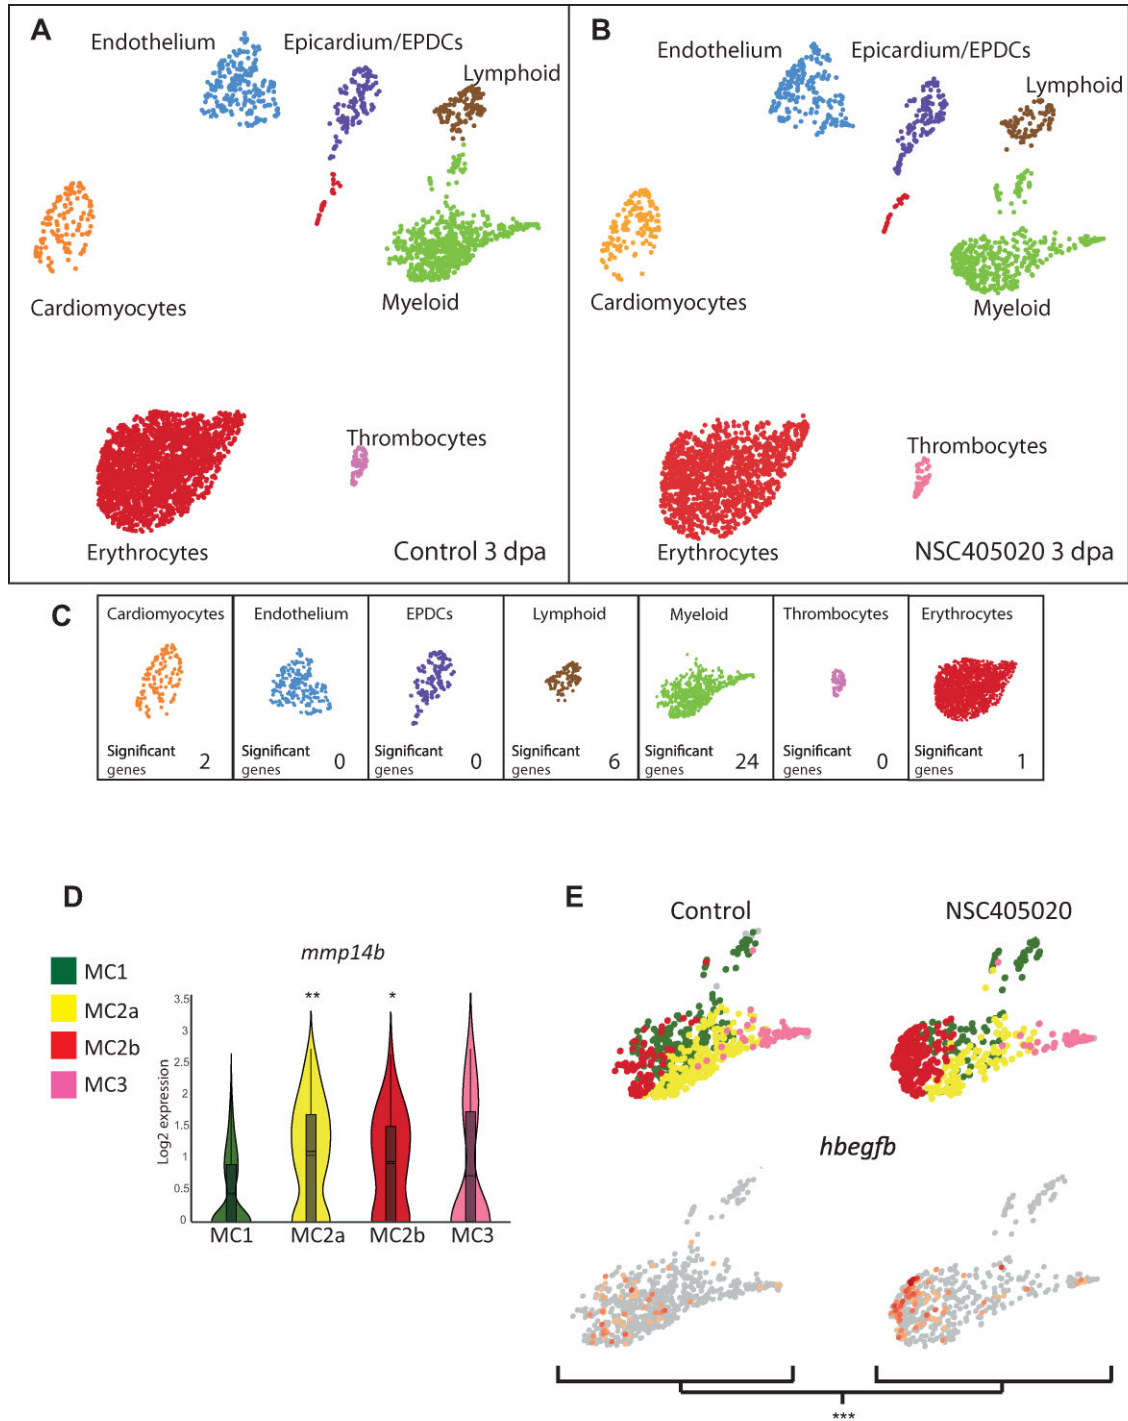 A
Endothelium
Epicardium/EPDCs
Lymphoid
Cardiomyocytes
Myeloid
Thrombocytes
Erythrocytes
Control 3 dpa
B
Endothelium
Epicardium/EPDCs
Lymphoid
Cardiomyocytes
Myeloid
Thrombocytes
Erythrocytes
NSC405020 3 dpa
C
Cardiomyocytes
Significant
genes 2
Endothelium
Significant
genes 0
EPDCs
Significant
genes 0
Lymphoid
Significant
genes 6
Myeloid
Significant
genes 24
Thrombocytes
Significant
genes 0
Erythrocytes
Significant
genes 1
D
MC1
MC2a
MC2b
MC3
mmp14b
** *
Log2 expression
3.5
3
2.5
2
1.5
1
0.5
0
MC1 MC2a MC2b MC3
E
Control NSC405020
hbegfb
***